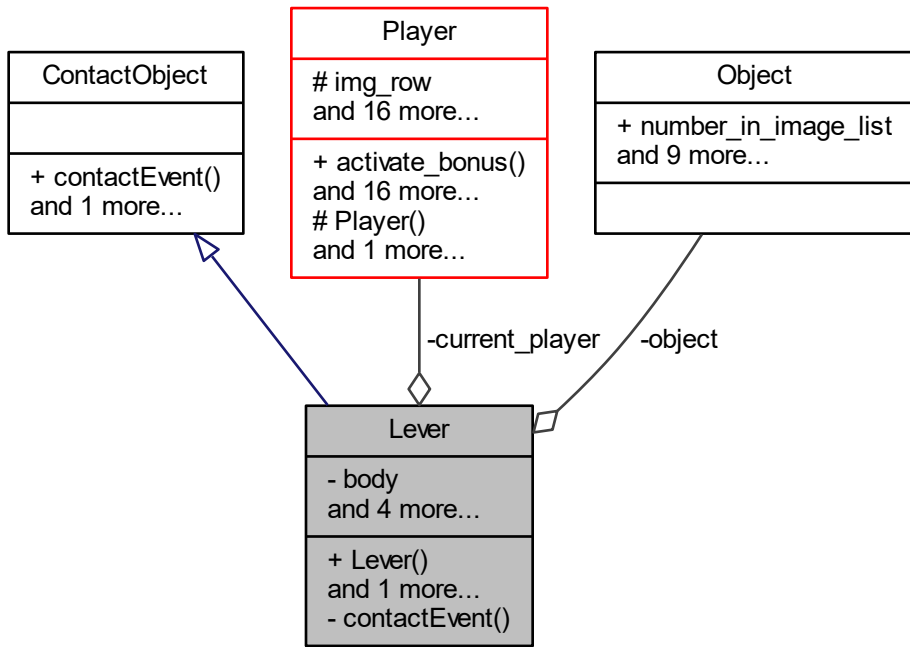 ContactObject
+ contactEvent()
and 1 more...
Player
# img_row
and 16 more...
+ activate_bonus()
and 16 more...
# Player()
and 1 more...
Object
+ number_in_image_list
and 9 more...
-current_player
-object
Lever
- body
and 4 more...
+ Lever()
and 1 more...
- contactEvent()